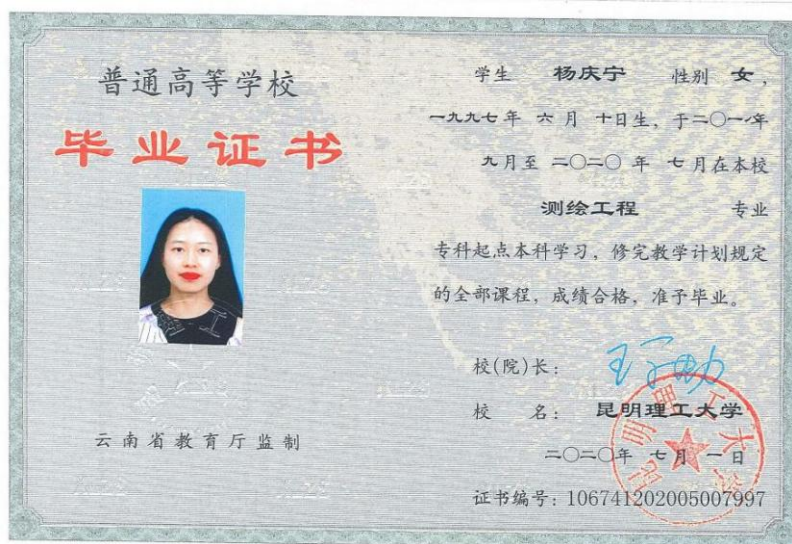 普通高等学校
毕业证书
云南省教育厅监制
学生 杨庆宁 性别 女，
一九九七年 六月 十日生，于二〇一八年
九月至 二〇二〇 年 七月在本校
测绘工程 专业
专科起点本科学习，修完教学计划规定
的全部课程，成绩合格，准予毕业。
校(院)长：
校 名： 昆明理工大学
二〇二〇年 七月 一日
证书编号：106741202005007997
昆明理工大学